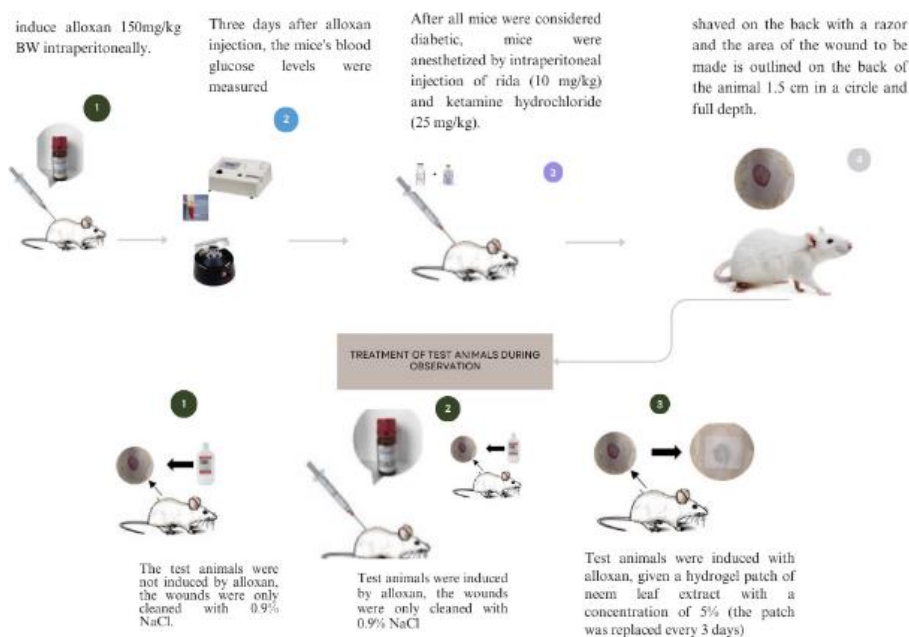 induce alloxan 150mg/kg
BW intraperitoneally.
Three days after alloxan
injection, the mice's blood
glucose levels were
measured
After all mice were considered
diabetic, mice were
anesthetized by intraperitoneal
injection of rida (10 mg/kg)
and ketamine hydrochloride
(25 mg/kg).
shaved on the back with a razor
and the area of the wound to be
made is outlined on the back of
the animal 1.5 cm in a circle and
full depth.
1
2
3
4
+
TREATMENT OF TEST ANIMALS DURING
OBSERVATION
1
2
3
The test animals were
not induced by alloxan,
the wounds were only
cleaned with 0.9%
NaCl.
Test animals were induced
by alloxan, the wounds
were only cleaned with
0.9% NaCl
Test animals were induced with
alloxan, given a hydrogel patch of
neem leaf extract with a
concentration of 5% (the patch
was replaced every 3 days)